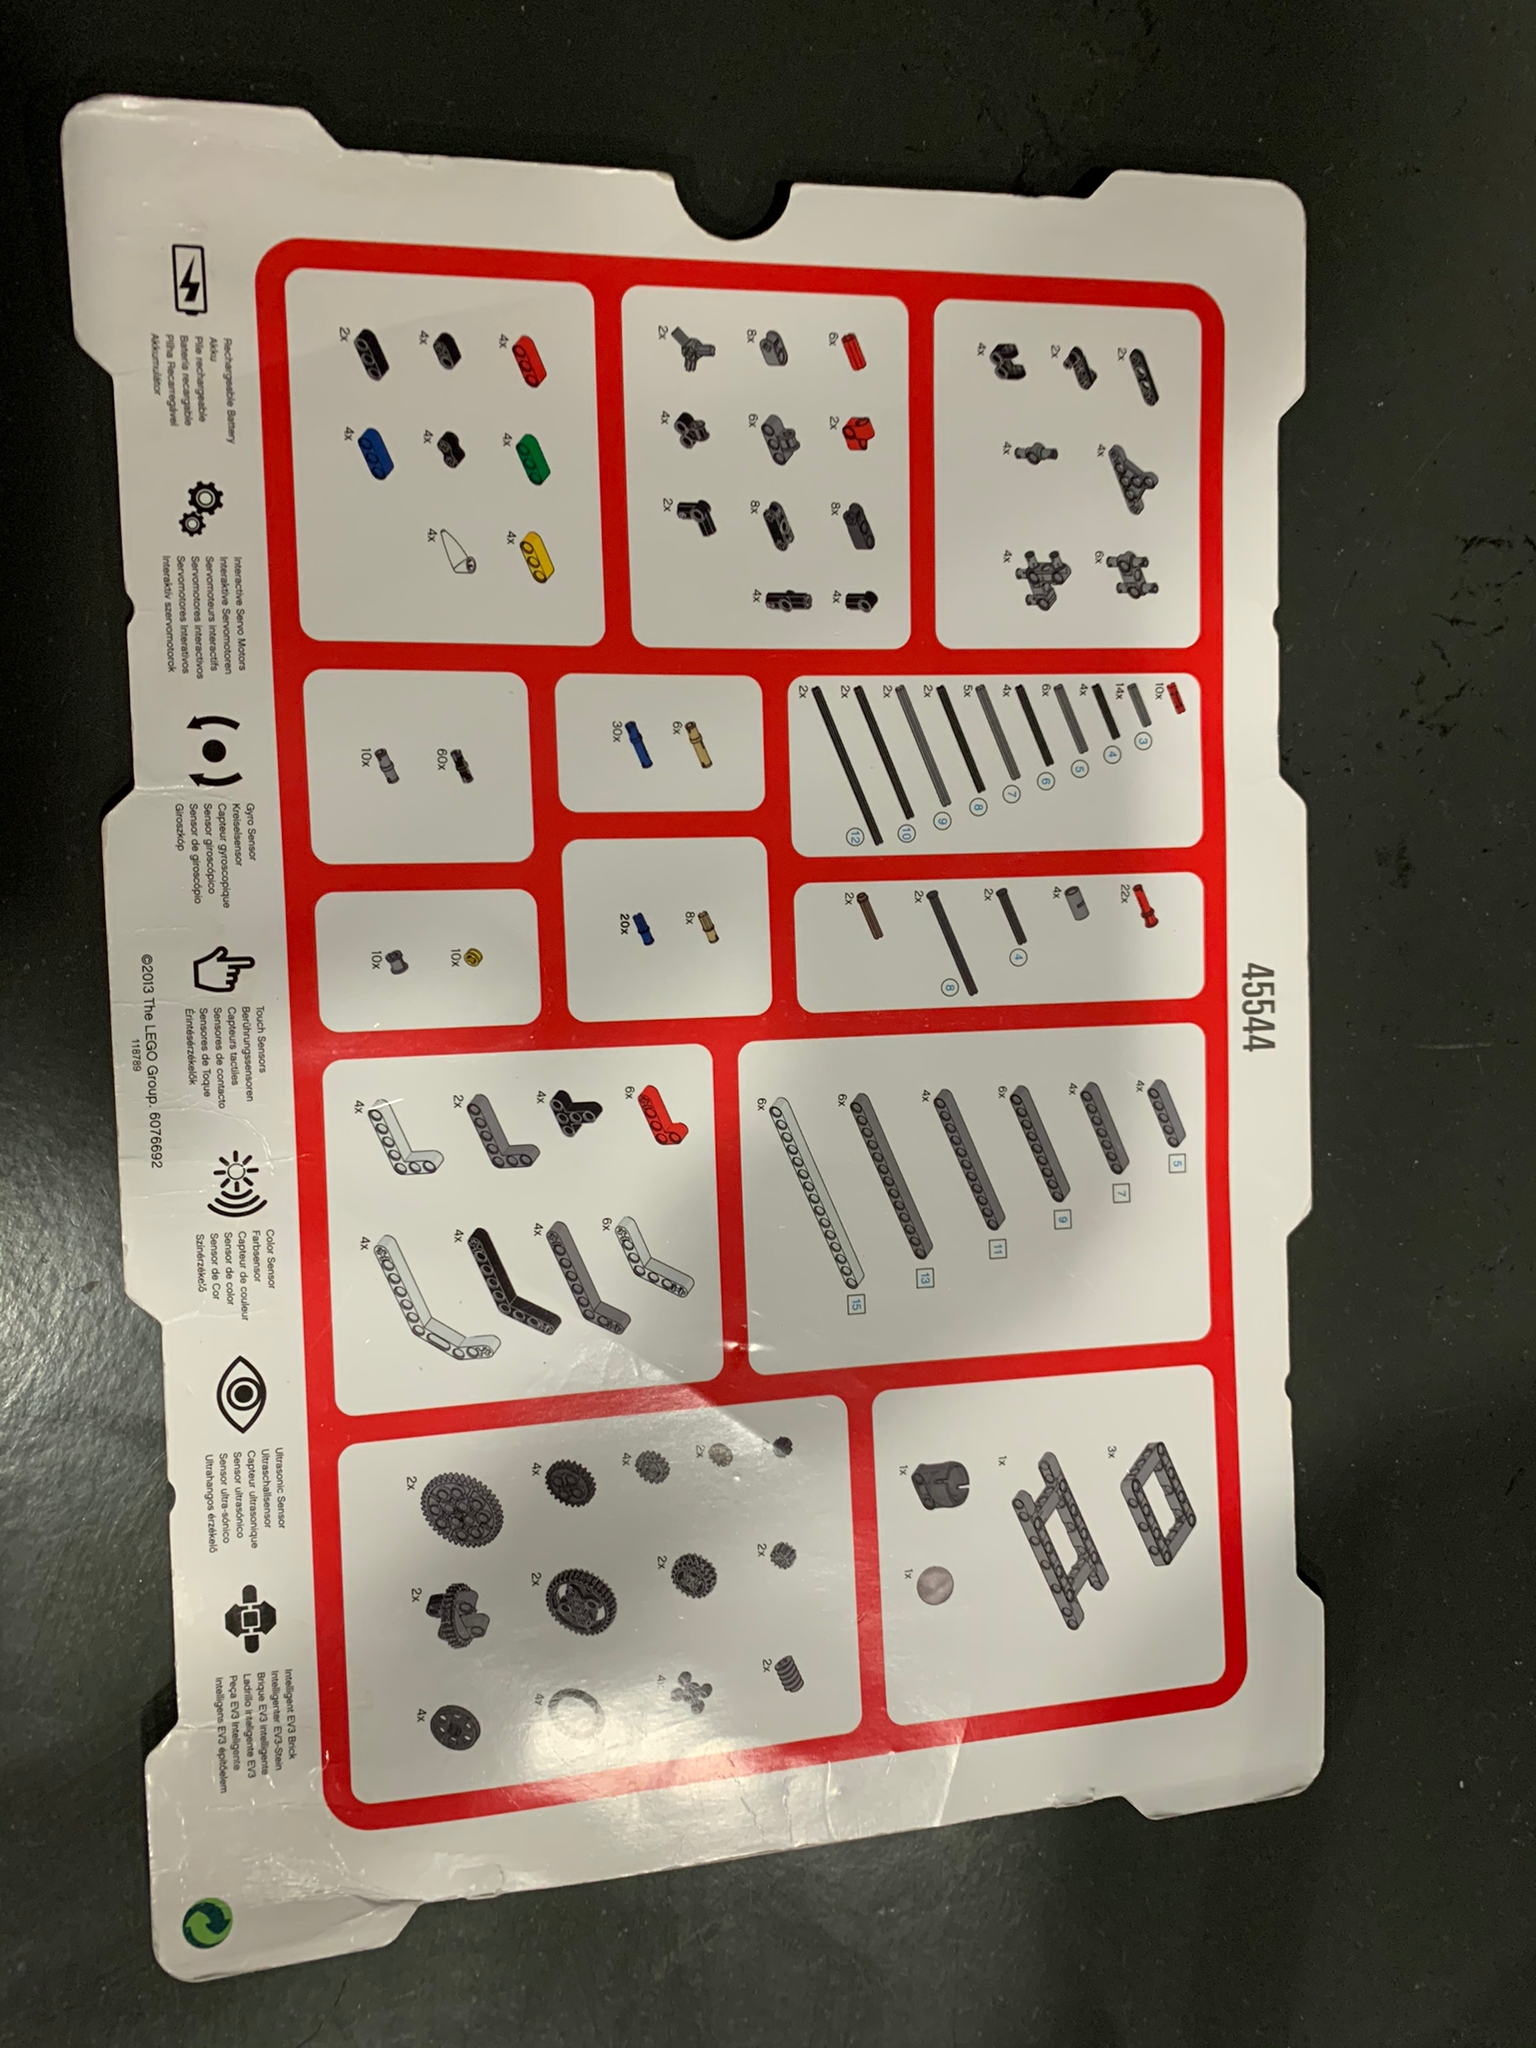 45544
2x
2x
4x
4x
4x
6x
4x
6x
8x
2x
2x
6x
4x
8x
8x
2x
4x
4x
4x
4x
2x
4x
4x
4x
4x
4x
10x
14x
3
4x
4
6x
5
4x
6
5x
7
2x
8
2x
9
2x
10
2x
12
22x
4x
2x
4
2x
8
2x
6x
30x
8x
20x
60x
10x
10x
10x
4x
5
4x
7
6x
9
4x
11
6x
13
6x
15
6x
4x
2x
4x
6x
4x
4x
4x
3x
1x
1x
1x
2x
2x
2x
4x
2x
4x
2x
2x
2x
4x
Rechargeable Battery
Akku
Pile rechargeable
Batería recargable
Pilha Recarregável
Akkumulátor
Interactive Servo Motors
Interaktive Servomotoren
Servomoteurs interactifs
Servomotores interactivos
Servomotores Interativos
Interaktív szervomotorok
Gyro Sensor
Kreiselsensor
Capteur gyroscopique
Sensor giroscópico
Sensor de giroscópio
Giroszkóp
Touch Sensors
Berührungssensoren
Capteurs tactiles
Sensores de contacto
Sensores de Toque
Érintésérzékelők
Color Sensor
Farbsensor
Capteur de couleur
Sensor de color
Sensor de Cor
Színérzékelő
Ultrasonic Sensor
Ultraschallsensor
Capteur ultrasonique
Sensor ultrasónico
Sensor ultra-sónico
Ultrahangos érzékelő
Intelligent EV3 Brick
Intelligenter EV3-Stein
Brique EV3 intelligente
Ladrillo inteligente EV3
Peça EV3 Inteligente
Intelligens EV3 építőelem
©2013 The LEGO Group. 6076692
118789